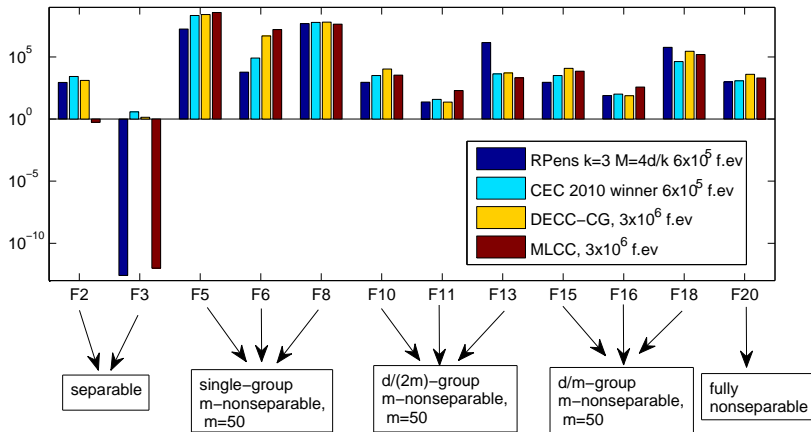 10^5
10^0
10^-5
10^-10
RPens k=3 M=4d/k 6x10^5 f.ev
CEC 2010 winner 6x10^5 f.ev
DECC-CG, 3x10^6 f.ev
MLCC, 3x10^6 f.ev
F2 F3 F5 F6 F8 F10 F11 F13 F15 F16 F18 F20
separable
single-group
m-nonseparable,
m=50
d/(2m)-group
m-nonseparable,
m=50
d/m-group
m-nonseparable,
m=50
fully
nonseparable